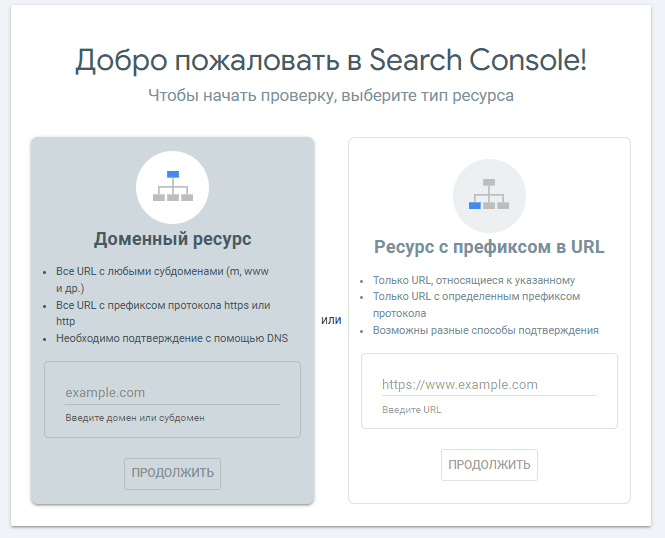 Добро пожаловать в Search Console!
Чтобы начать проверку, выберите тип ресурса
Доменный ресурс
• Все URL с любыми субдоменами (m, www
и др.)
• Все URL с префиксом протокола https или
http
• Необходимо подтверждение с помощью DNS
example.com
Введите домен или субдомен
ПРОДОЛЖИТЬ
или
Ресурс с префиксом в URL
• Только URL, относящиеся к указанному
• Только URL с определенным префиксом
протокола
• Возможны разные способы подтверждения
https://www.example.com
Введите URL
ПРОДОЛЖИТЬ